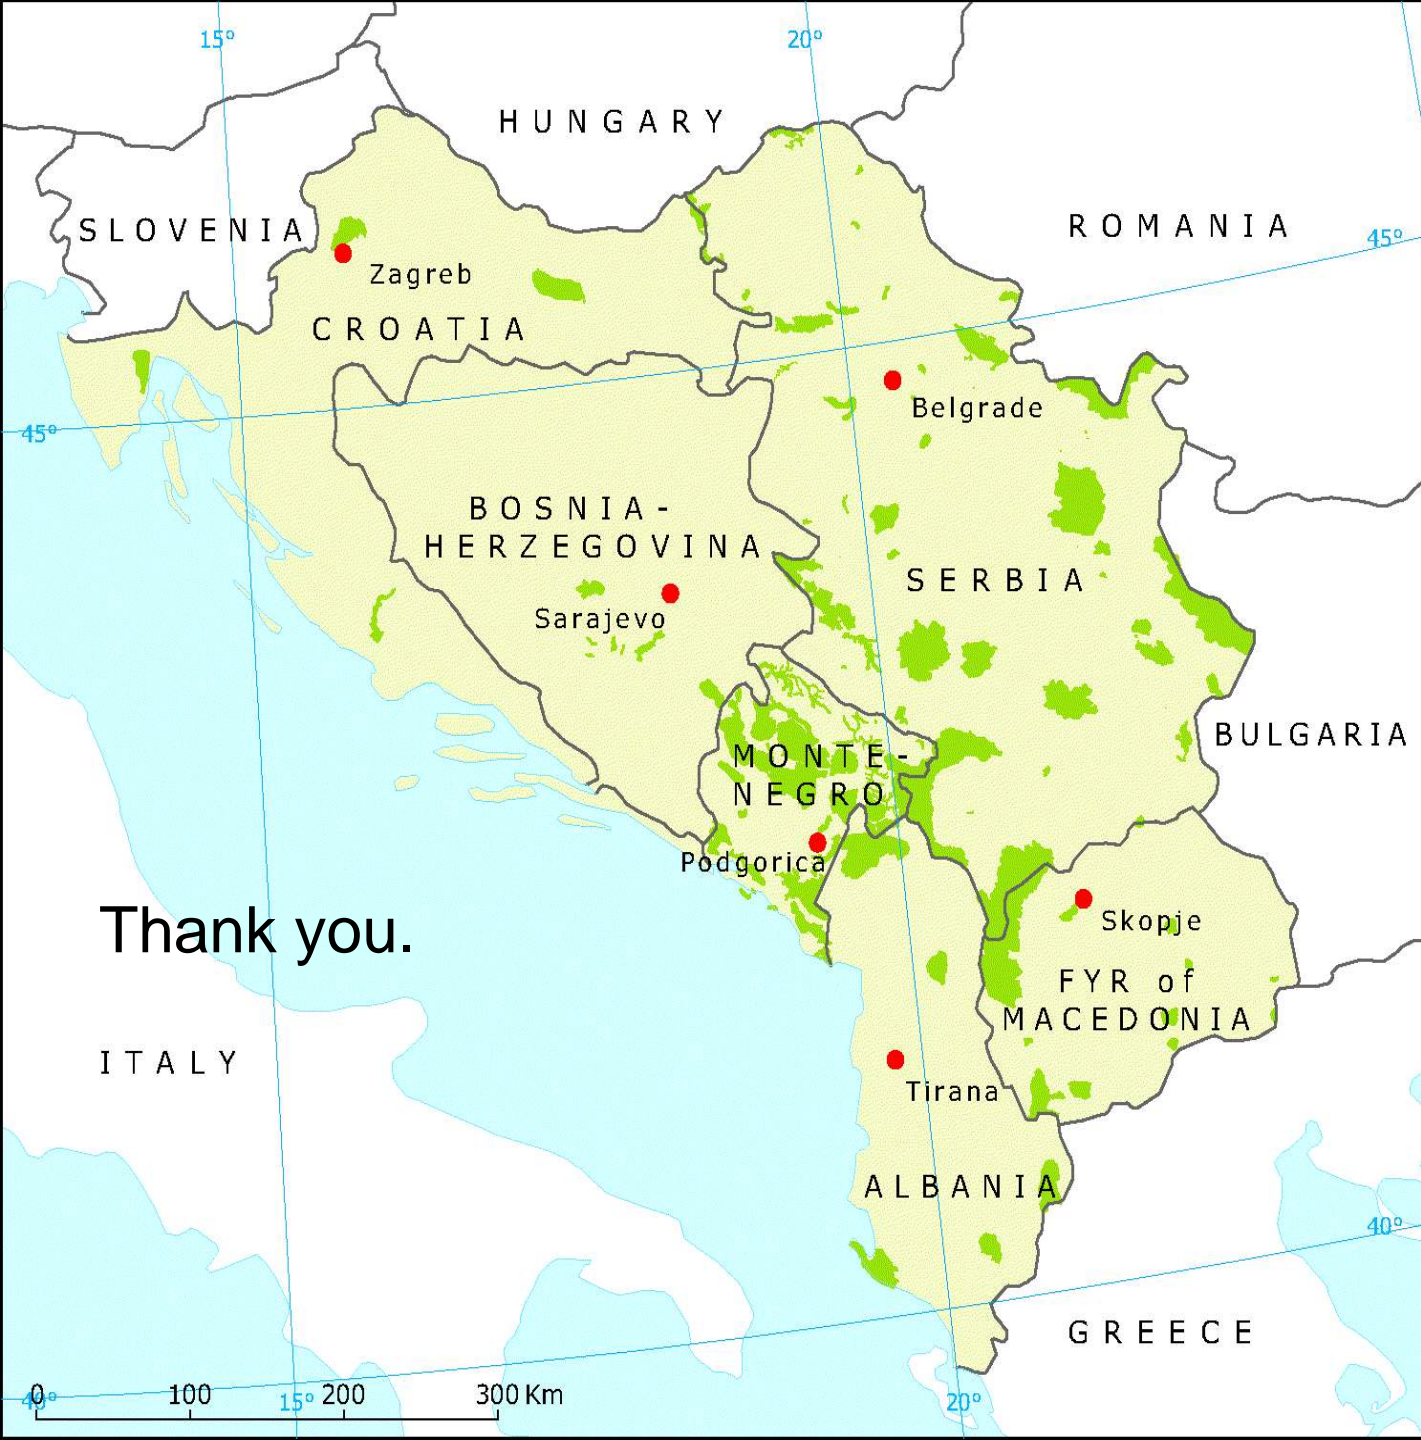 15° 20°
HUNGARY
SLOVENIA
ROMANIA
45°
Zagreb
CROATIA
Belgrade
45°
BOSNIA-
HERZEGOVINA
SERBIA
Sarajevo
BULGARIA
MONTE-
NEGRO
Podgorica
Thank you.
Skopje
FYR of
MACEDONIA
ITALY
Tirana
ALBANIA
40°
GREECE
40° 15° 20°
0 100 200 300 Km